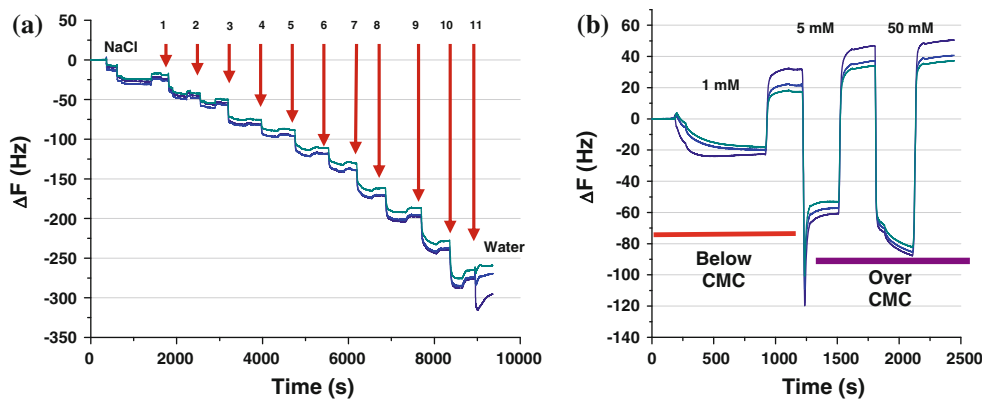 (a)
50
0
-50
-100
-150
-200
-250
-300
-350
ΔF (Hz)
NaCl
1 2 3 4 5 6 7 8 9 10 11
Water
0 2000 4000 6000 8000 10000
Time (s)
(b)
60
40
20
0
-20
-40
-60
-80
-100
-120
-140
ΔF (Hz)
1 mM
5 mM
50 mM
Below
CMC
Over
CMC
0 500 1000 1500 2000 2500
Time (s)